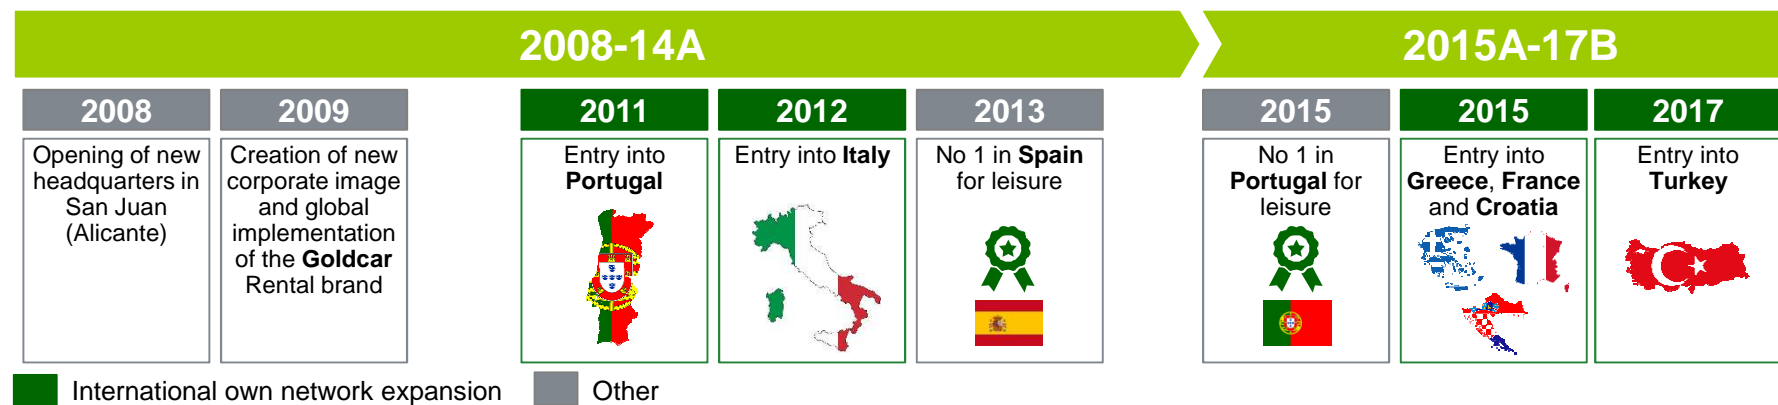 2008-14A
2015A-17B
2008
Opening of new
headquarters in
San Juan
(Alicante)
2009
Creation of new
corporate image
and global
implementation
of the Goldcar
Rental brand
2011
Entry into
Portugal
2012
Entry into Italy
2013
No 1 in Spain
for leisure
2015
No 1 in
Portugal for
leisure
2015
Entry into
Greece, France
and Croatia
2017
Entry into
Turkey
International own network expansion
Other